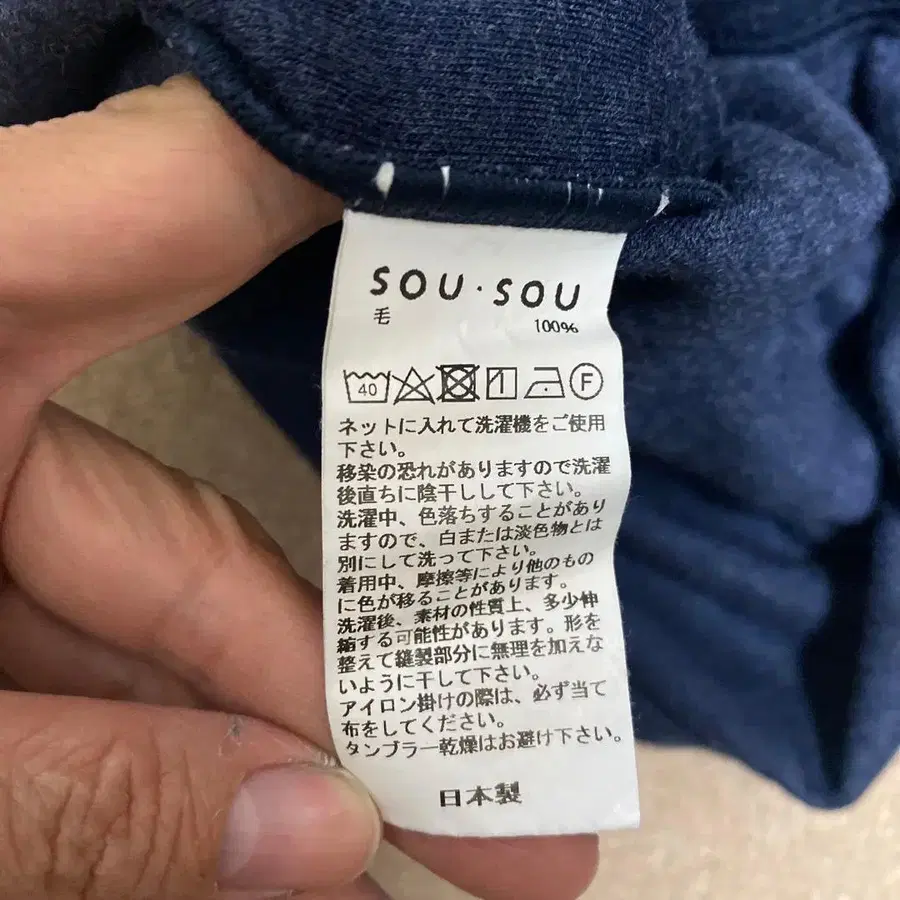 SOU・SOU
毛 100%
40 F
ネットに入れて洗濯機をご使用
下さい。
移染の恐れがありますので洗濯
後直ちに陰干しして下さい。
洗濯中、色落ちすることがあり
ますので、白または淡色物とは
別にして洗って下さい。
着用中、摩擦等により他のもの
に色が移ることがあります。
洗濯後、素材の性質上、多少伸
縮する可能性があります。形を
整えて縫製部分に無理を加えな
いように干して下さい。
アイロン掛けの際は、必ず当て
布をしてください。
タンブラー乾燥はお避け下さい。
日本製